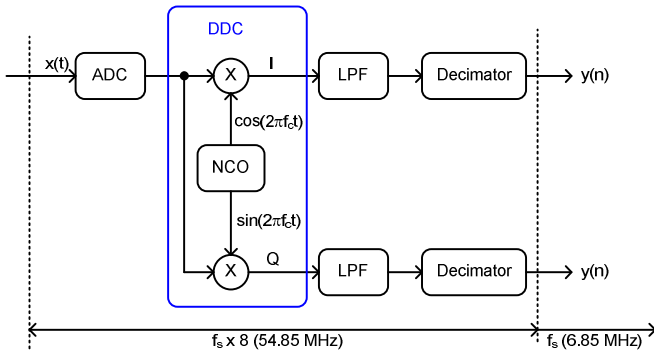 DDC
x(t)
ADC
X
I
LPF
Decimator
y(n)
cos(2πfct)
NCO
sin(2πfct)
X
Q
LPF
Decimator
y(n)
fs x 8 (54.85 MHz)
fs (6.85 MHz)